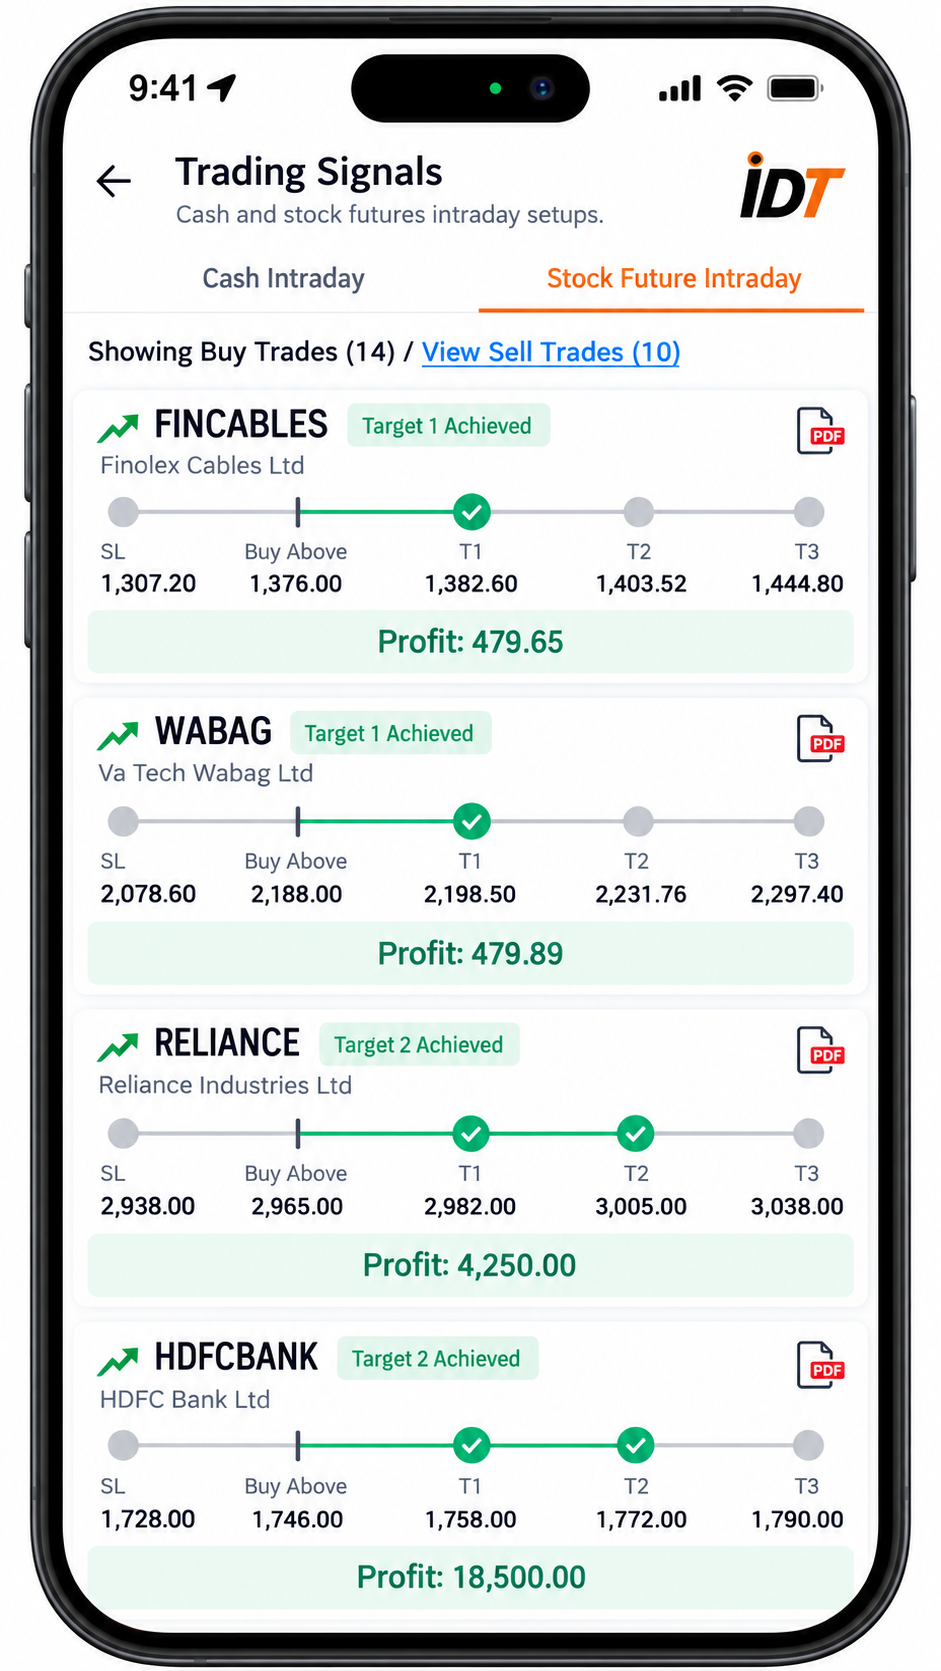 9:41
Trading Signals
Cash and stock futures intraday setups.
iDT
Cash Intraday
Stock Future Intraday
Showing Buy Trades (14) / View Sell Trades (10)
FINCABLES Target 1 Achieved PDF
Finolex Cables Ltd
SL Buy Above T1 T2 T3
1,307.20 1,376.00 1,382.60 1,403.52 1,444.80
Profit: 479.65
WABAG Target 1 Achieved PDF
Va Tech Wabag Ltd
SL Buy Above T1 T2 T3
2,078.60 2,188.00 2,198.50 2,231.76 2,297.40
Profit: 479.89
RELIANCE Target 2 Achieved PDF
Reliance Industries Ltd
SL Buy Above T1 T2 T3
2,938.00 2,965.00 2,982.00 3,005.00 3,038.00
Profit: 4,250.00
HDFCBANK Target 2 Achieved PDF
HDFC Bank Ltd
SL Buy Above T1 T2 T3
1,728.00 1,746.00 1,758.00 1,772.00 1,790.00
Profit: 18,500.00